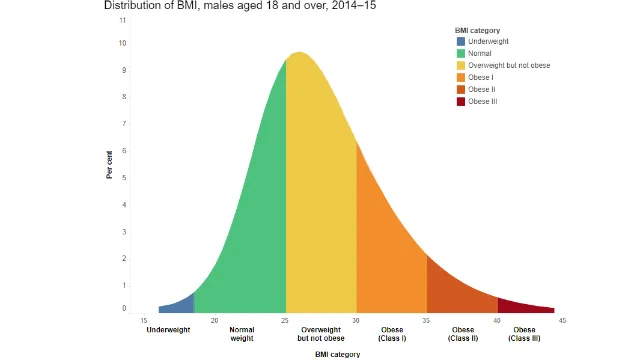 Distribution of BMI, males aged 18 and over, 2014–15
BMI category
Underweight
Normal
Overweight but not obese
Obese I
Obese II
Obese III
11
10
9
8
7
6
5
4
3
2
1
0
Per cent
15 20 25 30 35 40 45
Underweight Normal Overweight Obese Obese Obese
weight but not obese (Class I) (Class II) (Class III)
BMI category